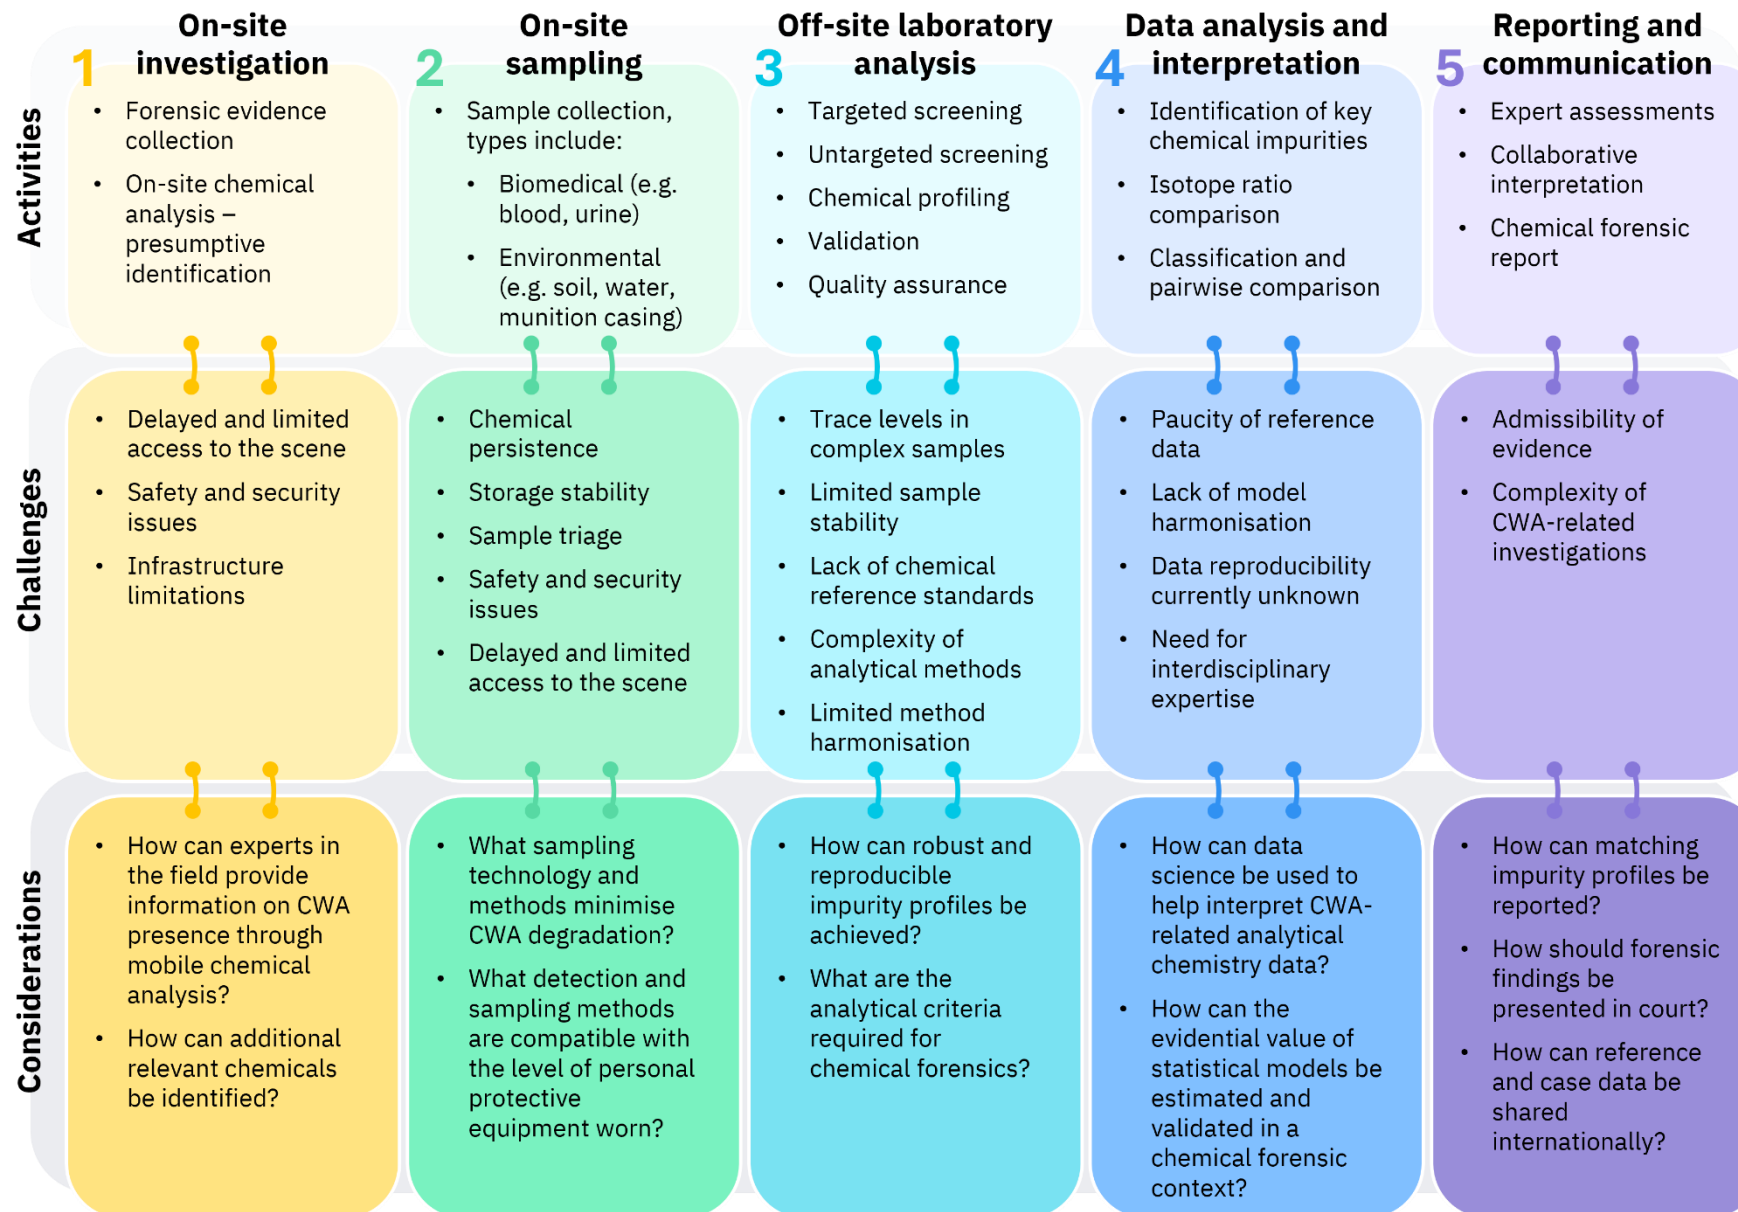 1
On-site
investigation
2
On-site
sampling
3
Off-site laboratory
analysis
4
Data analysis and
interpretation
5
Reporting and
communication
Activities
• Forensic evidence
collection
• On-site chemical
analysis –
presumptive
identification
• Sample collection,
types include:
• Biomedical (e.g.
blood, urine)
• Environmental
(e.g. soil, water,
munition casing)
• Targeted screening
• Untargeted screening
• Chemical profiling
• Validation
• Quality assurance
• Identification of key
chemical impurities
• Isotope ratio
comparison
• Classification and
pairwise comparison
• Expert assessments
• Collaborative
interpretation
• Chemical forensic
report
Challenges
• Delayed and limited
access to the scene
• Safety and security
issues
• Infrastructure
limitations
• Chemical
persistence
• Storage stability
• Sample triage
• Safety and security
issues
• Delayed and limited
access to the scene
• Trace levels in
complex samples
• Limited sample
stability
• Lack of chemical
reference standards
• Complexity of
analytical methods
• Limited method
harmonisation
• Paucity of reference
data
• Lack of model
harmonisation
• Data reproducibility
currently unknown
• Need for
interdisciplinary
expertise
• Admissibility of
evidence
• Complexity of
CWA-related
investigations
Considerations
• How can experts in
the field provide
information on CWA
presence through
mobile chemical
analysis?
• How can additional
relevant chemicals
be identified?
• What sampling
technology and
methods minimise
CWA degradation?
• What detection and
sampling methods
are compatible with
the level of personal
protective
equipment worn?
• How can robust and
reproducible
impurity profiles be
achieved?
• What are the
analytical criteria
required for
chemical forensics?
• How can data
science be used to
help interpret CWA-
related analytical
chemistry data?
• How can the
evidential value of
statistical models be
estimated and
validated in a
chemical forensic
context?
• How can matching
impurity profiles be
reported?
• How should forensic
findings be
presented in court?
• How can reference
and case data be
shared
internationally?